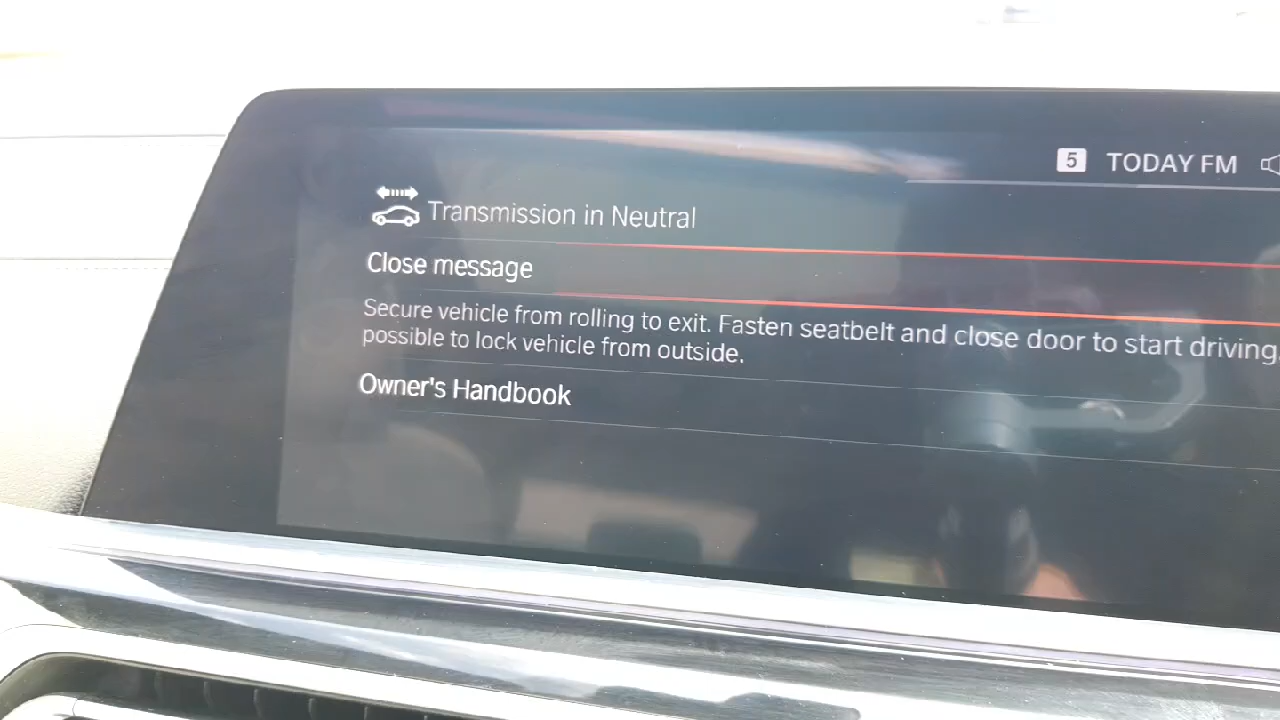 5 TODAY FM
Transmission in Neutral
Close message
Secure vehicle from rolling to exit. Fasten seatbelt and close door to start driving.
possible to lock vehicle from outside.
Owner's Handbook